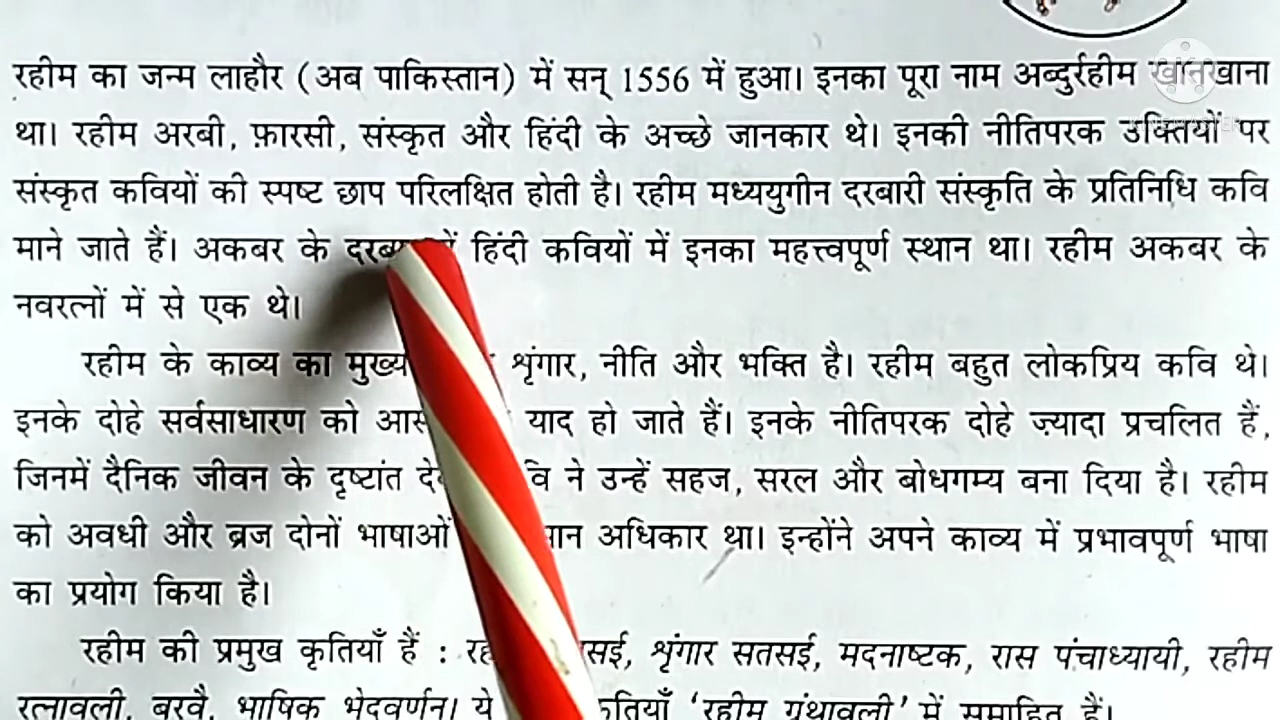 रहीम का जन्म लाहौर (अब पाकिस्तान) में सन् 1556 में हुआ। इनका पूरा नाम अब्दुर्रहीम खानखाना
था। रहीम अरबी, फ़ारसी, संस्कृत और हिंदी के अच्छे जानकार थे। इनकी नीतिपरक उक्तियों पर
संस्कृत कवियों की स्पष्ट छाप परिलक्षित होती है। रहीम मध्ययुगीन दरबारी संस्कृति के प्रतिनिधि कवि
माने जाते हैं। अकबर के हिंदी कवियों में इनका महत्त्वपूर्ण स्थान था। रहीम अकबर के
नवरत्नों में से एक थे।
रहीम के काव्य का मुख्य शृंगार, नीति और भक्ति है। रहीम बहुत लोकप्रिय कवि थे।
इनके दोहे सर्वसाधारण को याद हो जाते हैं। इनके नीतिपरक दोहे ज़्यादा प्रचलित हैं,
जिनमें दैनिक जीवन के दृष्टांत ने उन्हें सहज, सरल और बोधगम्य बना दिया है। रहीम
को अवधी और ब्रज दोनों भाषाओं अधिकार था। इन्होंने अपने काव्य में प्रभावपूर्ण भाषा
का प्रयोग किया है।
रहीम की प्रमुख कृतियाँ हैं : शृंगार सतसई, मदनाष्टक, रास पंचाध्यायी, रहीम
रत्नावली, बरवै, भाषिक भेदवर्णन। ये 'रहीम ग्रंथावली' में समाहित हैं।
KINEMASTER